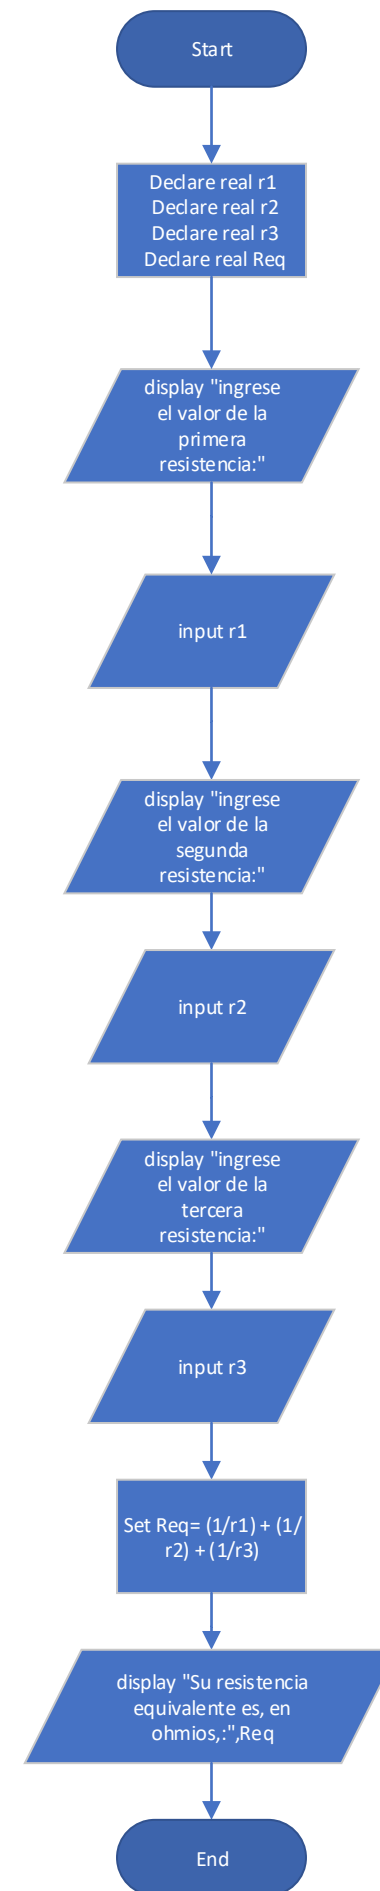 Start
Declare real r1
Declare real r2
Declare real r3
Declare real Req
display "ingrese
el valor de la
primera
resistencia:"
input r1
display "ingrese
el valor de la
segunda
resistencia:"
input r2
display "ingrese
el valor de la
tercera
resistencia:"
input r3
Set Req= (1/r1) + (1/
r2) + (1/r3)
display "Su resistencia
equivalente es, en
ohmios,:",Req
End